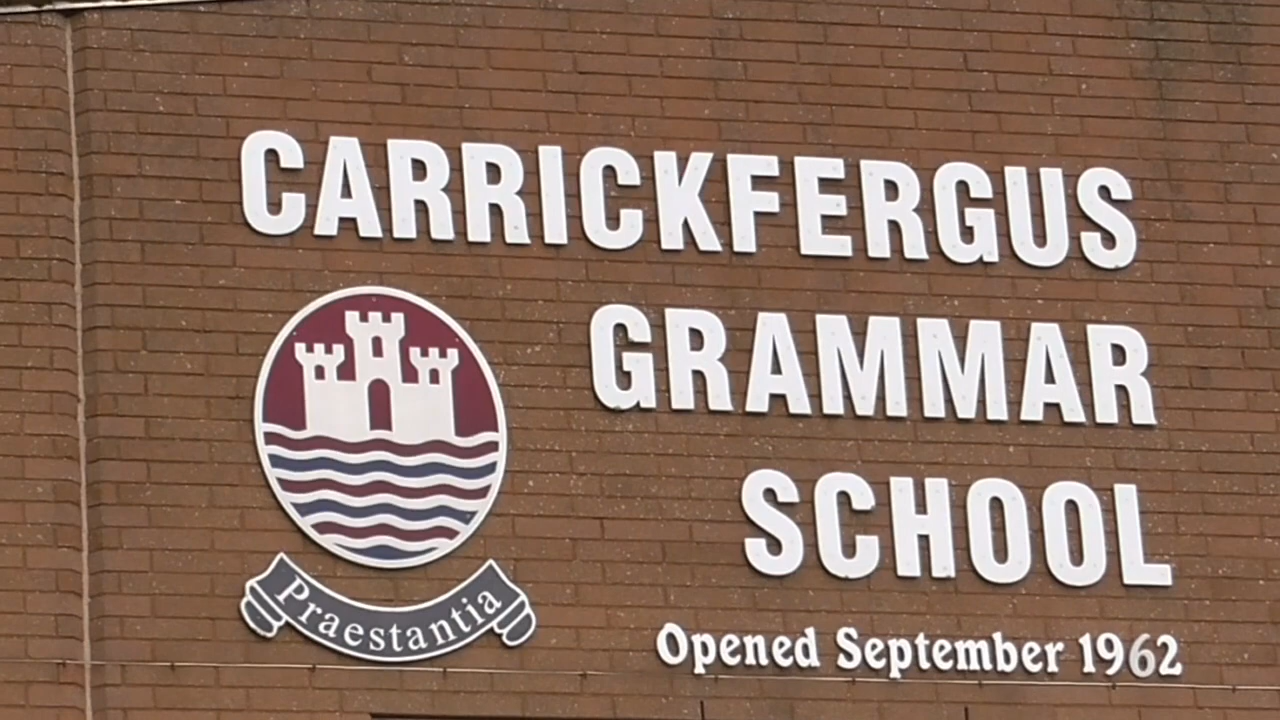 CARRICKFERGUS
GRAMMAR
SCHOOL
Praestantia
Opened September 1962